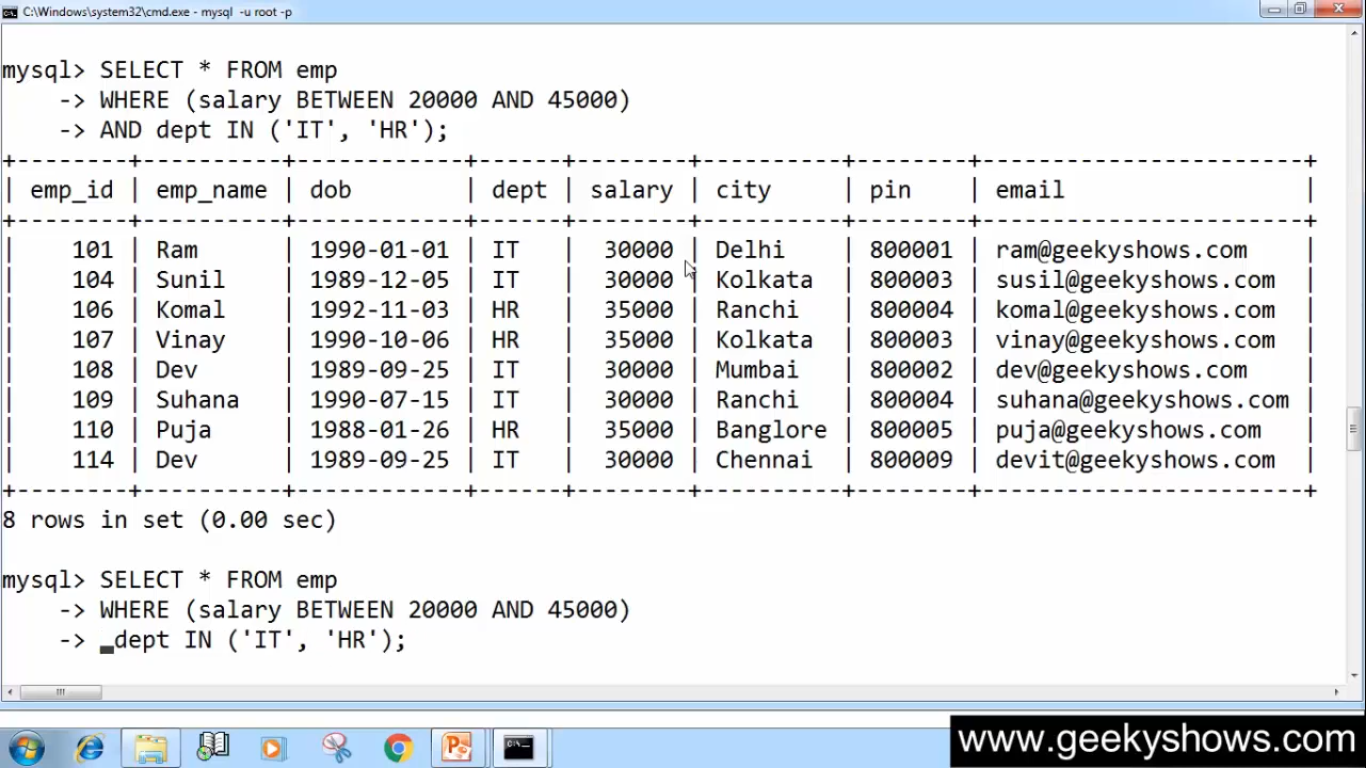 C:\Windows\system32\cmd.exe - mysql  -u root -p
mysql> SELECT * FROM emp
    -> WHERE (salary BETWEEN 20000 AND 45000)
    -> AND dept IN ('IT', 'HR');
+--------+----------+------------+------+--------+----------+--------+-----------------------+
| emp_id | emp_name | dob        | dept | salary | city     | pin    | email                 |
+--------+----------+------------+------+--------+----------+--------+-----------------------+
|    101 | Ram      | 1990-01-01 | IT   |  30000 | Delhi    | 800001 | ram@geekyshows.com    |
|    104 | Sunil    | 1989-12-05 | IT   |  30000 | Kolkata  | 800003 | susil@geekyshows.com  |
|    106 | Komal    | 1992-11-03 | HR   |  35000 | Ranchi   | 800004 | komal@geekyshows.com  |
|    107 | Vinay    | 1990-10-06 | HR   |  35000 | Kolkata  | 800003 | vinay@geekyshows.com  |
|    108 | Dev      | 1989-09-25 | IT   |  30000 | Mumbai   | 800002 | dev@geekyshows.com    |
|    109 | Suhana   | 1990-07-15 | IT   |  30000 | Ranchi   | 800004 | suhana@geekyshows.com |
|    110 | Puja     | 1988-01-26 | HR   |  35000 | Banglore | 800005 | puja@geekyshows.com   |
|    114 | Dev      | 1989-09-25 | IT   |  30000 | Chennai  | 800009 | devit@geekyshows.com  |
+--------+----------+------------+------+--------+----------+--------+-----------------------+
8 rows in set (0.00 sec)
mysql> SELECT * FROM emp
    -> WHERE (salary BETWEEN 20000 AND 45000)
    -> dept IN ('IT', 'HR');
www.geekyshows.com